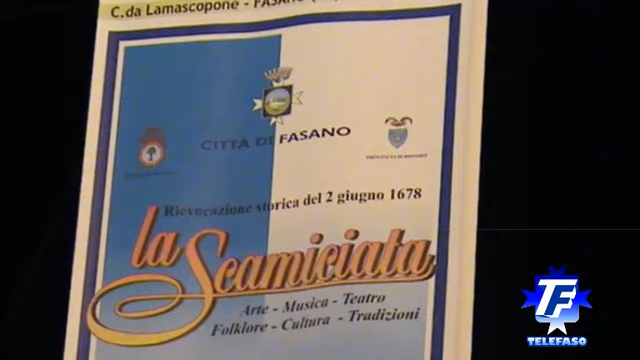 C.da Lamascopone - FASANO
CITTÀ DI FASANO
Rievocazione storica del 2 giugno 1678
la Scamiciata
Arte - Musica - Teatro
Folklore - Cultura - Tradizioni
TF
TELEFASO